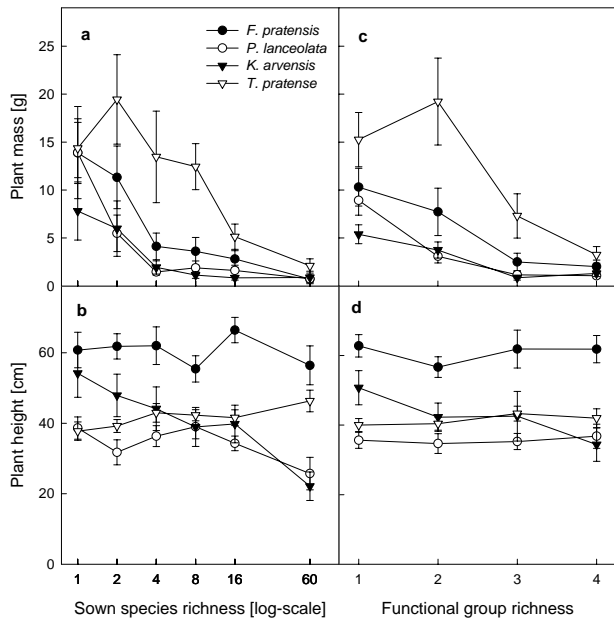 a
F. pratensis
P. lanceolata
K. arvensis
T. pratense
c
30
25
20
15
10
5
0
Plant mass [g]
b
d
60
40
20
0
Plant height [cm]
1 2 4 8 16 60
1 2 3 4
Sown species richness [log-scale]
Functional group richness